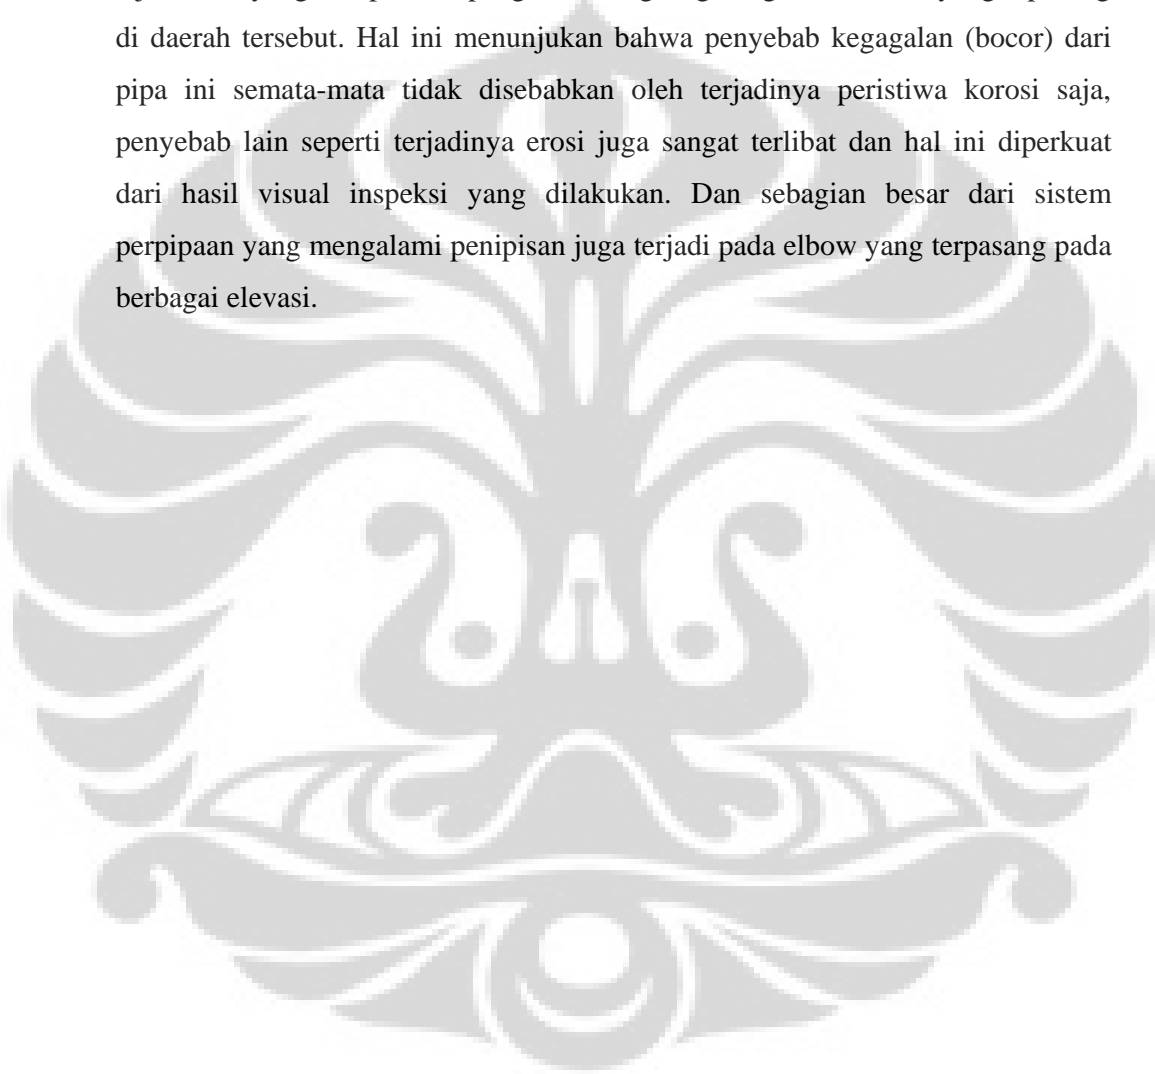 di daerah tersebut. Hal ini menunjukan bahwa penyebab kegagalan (bocor) dari
pipa ini semata-mata tidak disebabkan oleh terjadinya peristiwa korosi saja,
penyebab lain seperti terjadinya erosi juga sangat terlibat dan hal ini diperkuat
dari hasil visual inspeksi yang dilakukan. Dan sebagian besar dari sistem
perpipaan yang mengalami penipisan juga terjadi pada elbow yang terpasang pada
berbagai elevasi.